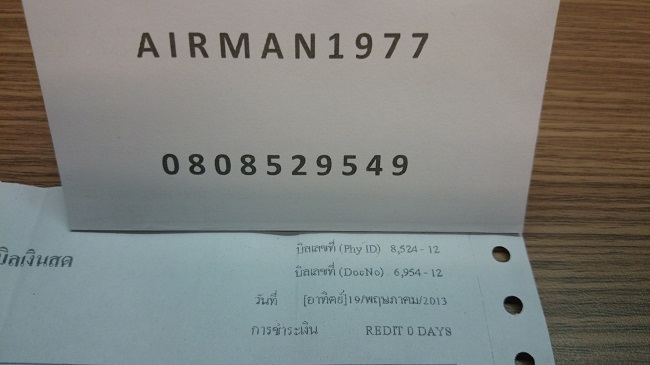 AIRMAN1977
0808529549
บิลเงินสด
บิลเลขที่ (Phy ID) 8,524-12
บิลเลขที่ (DocNo) 6,954-12
วันที่ [อาทิตย์]19/พฤษภาคม/2013
การชำระเงิน REDIT 0 DAYS